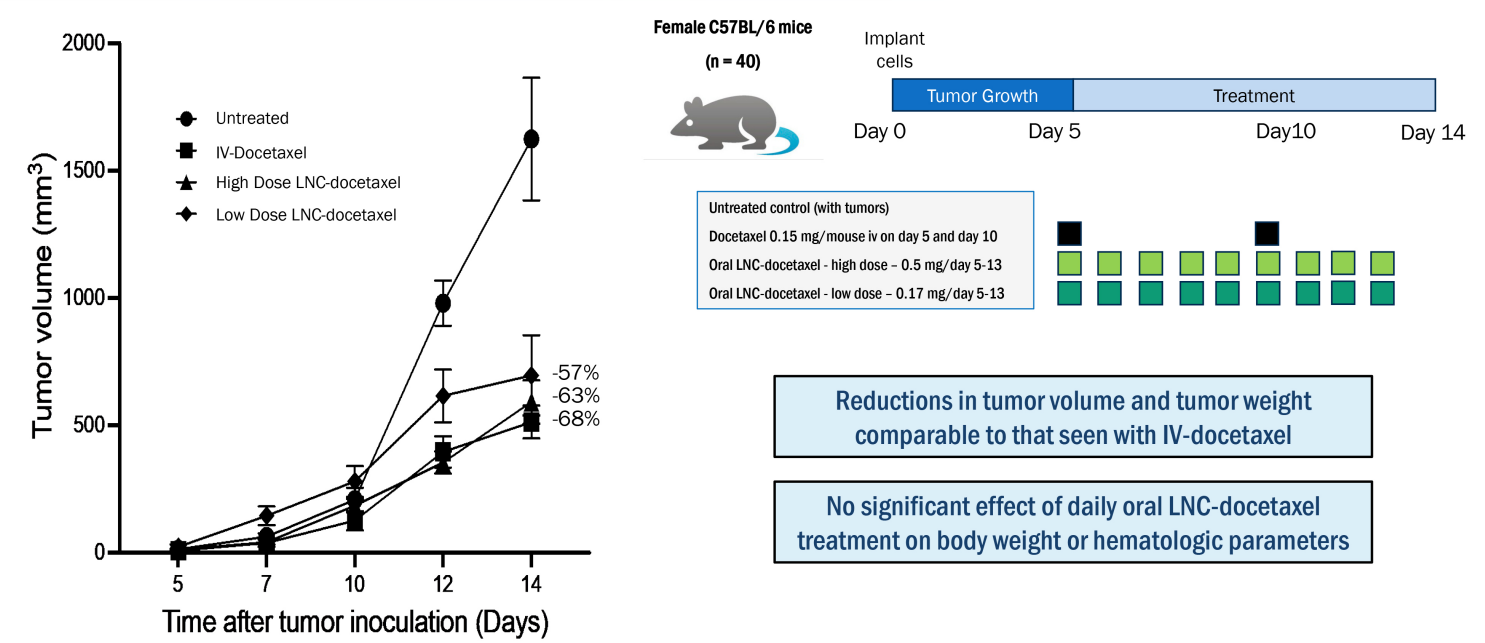 2000
1500
1000
500
0
Tumor volume (mm³)
Untreated
IV-Docetaxel
High Dose LNC-docetaxel
Low Dose LNC-docetaxel
-57%
-63%
-68%
5 7 10 12 14
Time after tumor inoculation (Days)
Female C57BL/6 mice
(n = 40)
Implant
cells
Tumor Growth
Treatment
Day 0
Day 5
Day10
Day 14
Untreated control (with tumors)
Docetaxel 0.15 mg/mouse iv on day 5 and day 10
Oral LNC-docetaxel - high dose – 0.5 mg/day 5-13
Oral LNC-docetaxel - low dose – 0.17 mg/day 5-13
Reductions in tumor volume and tumor weight
comparable to that seen with IV-docetaxel
No significant effect of daily oral LNC-docetaxel
treatment on body weight or hematologic parameters